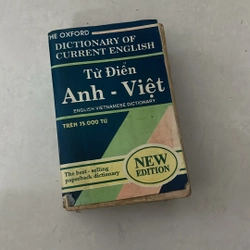 THE OXFORD
DICTIONARY OF
CURRENT ENGLISH
Từ Điển
Anh - Việt
ENGLISH VIETNAMESE DICTIONARY
TRÊN 75.000 TỪ
The best - selling
paperback dictionary
NEW
EDITION